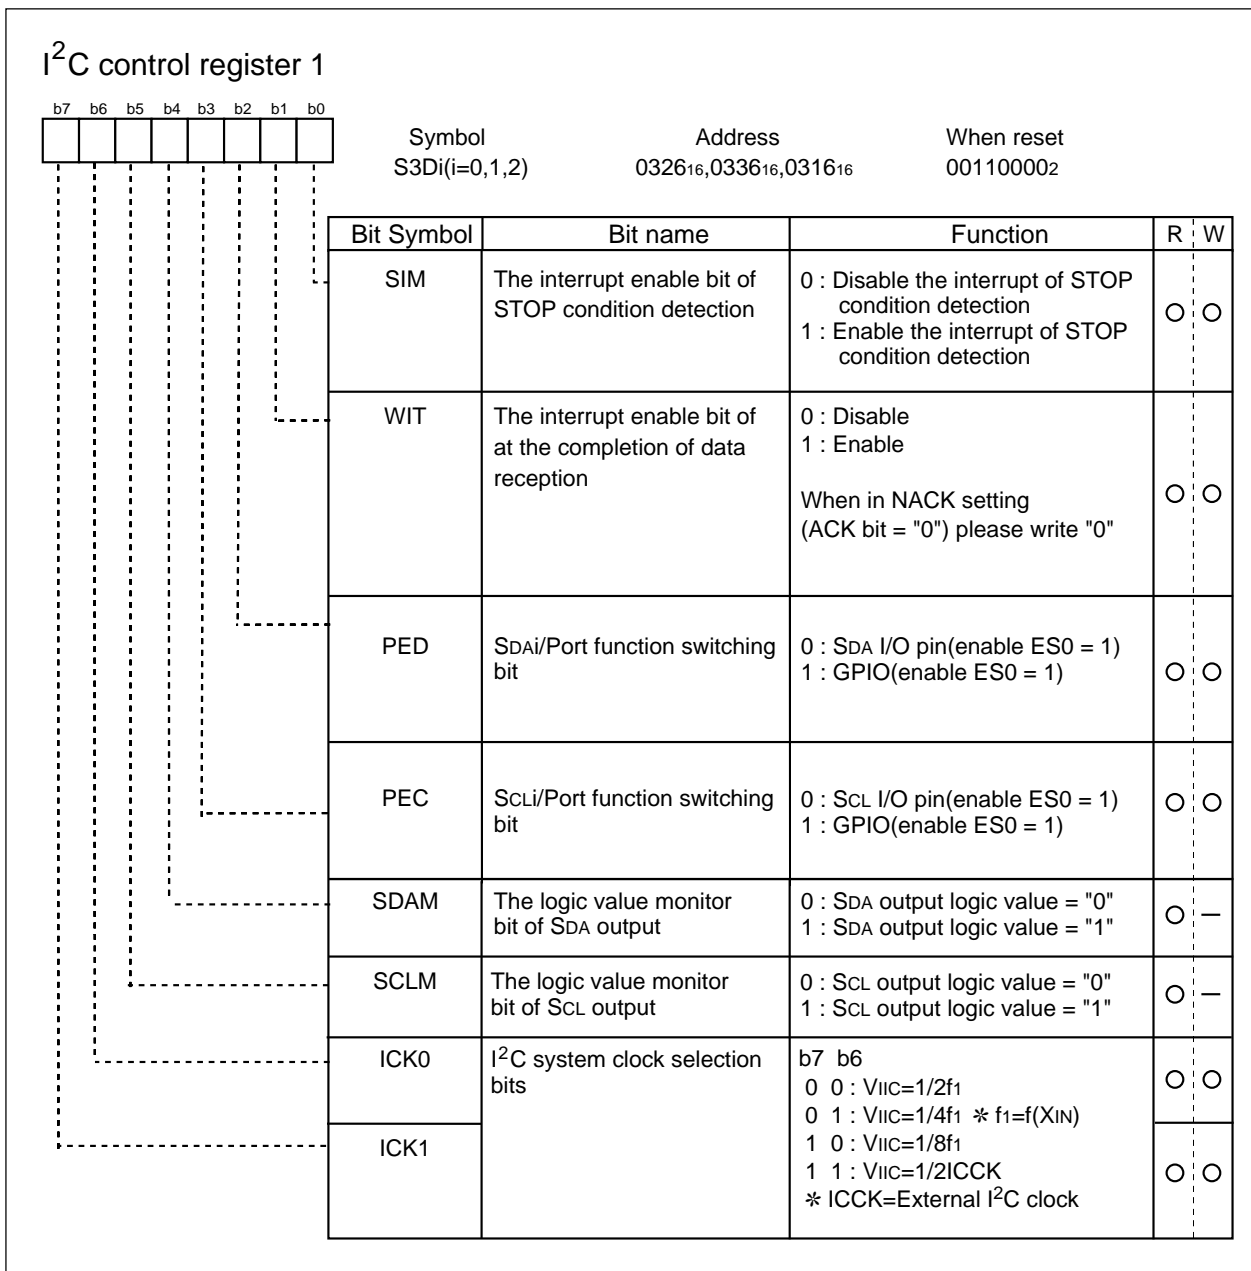 I2C control register 1
b7 b6 b5 b4 b3 b2 b1 b0
Symbol Address When reset
S3Di(i=0,1,2) 032616,033616,031616 001100002
Bit Symbol Bit name Function R W
SIM
The interrupt enable bit of
STOP condition detection
0 : Disable the interrupt of STOP
condition detection
1 : Enable the interrupt of STOP
condition detection
WIT
The interrupt enable bit of
at the completion of data
reception
0 : Disable
1 : Enable
When in NACK setting
(ACK bit = "0") please write "0"
PED
SDAi/Port function switching
bit
0 : SDA I/O pin(enable ES0 = 1)
1 : GPIO(enable ES0 = 1)
PEC
SCLi/Port function switching
bit
0 : SCL I/O pin(enable ES0 = 1)
1 : GPIO(enable ES0 = 1)
SDAM
The logic value monitor
bit of SDA output
0 : SDA output logic value = "0"
1 : SDA output logic value = "1"
SCLM
The logic value monitor
bit of SCL output
0 : SCL output logic value = "0"
1 : SCL output logic value = "1"
ICK0
I2C system clock selection
bits
b7 b6
0 0 : VIIC=1/2f1
0 1 : VIIC=1/4f1 * f1=f(XIN)
1 0 : VIIC=1/8f1
1 1 : VIIC=1/2ICCK
* ICCK=External I2C clock
ICK1